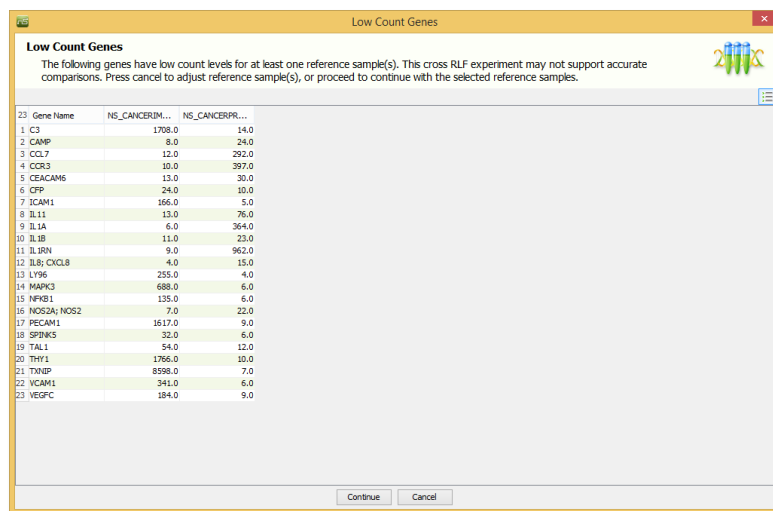 Low Count Genes
Low Count Genes
The following genes have low count levels for at least one reference sample(s). This cross RLF experiment may not support accurate
comparisons. Press cancel to adjust reference sample(s), or proceed to continue with the selected reference samples.
23 Gene Name NS_CANCERIM... NS_CANCERPR...
1 C3 1708.0 14.0
2 CAMP 8.0 24.0
3 CCL7 12.0 292.0
4 CCR3 10.0 397.0
5 CEACAM6 13.0 30.0
6 CFP 24.0 10.0
7 ICAM1 166.0 5.0
8 IL11 13.0 76.0
9 IL1A 6.0 364.0
10 IL1B 11.0 23.0
11 IL1RN 9.0 962.0
12 IL8; CXCL8 4.0 15.0
13 LY96 255.0 4.0
14 MAPK3 688.0 6.0
15 NFKB1 135.0 6.0
16 NOS2A; NOS2 7.0 22.0
17 PECAM1 1617.0 9.0
18 SPINK5 32.0 6.0
19 TAL1 54.0 12.0
20 THY1 1766.0 10.0
21 TXNIP 8598.0 7.0
22 VCAM1 341.0 6.0
23 VEGFC 184.0 9.0
Continue Cancel